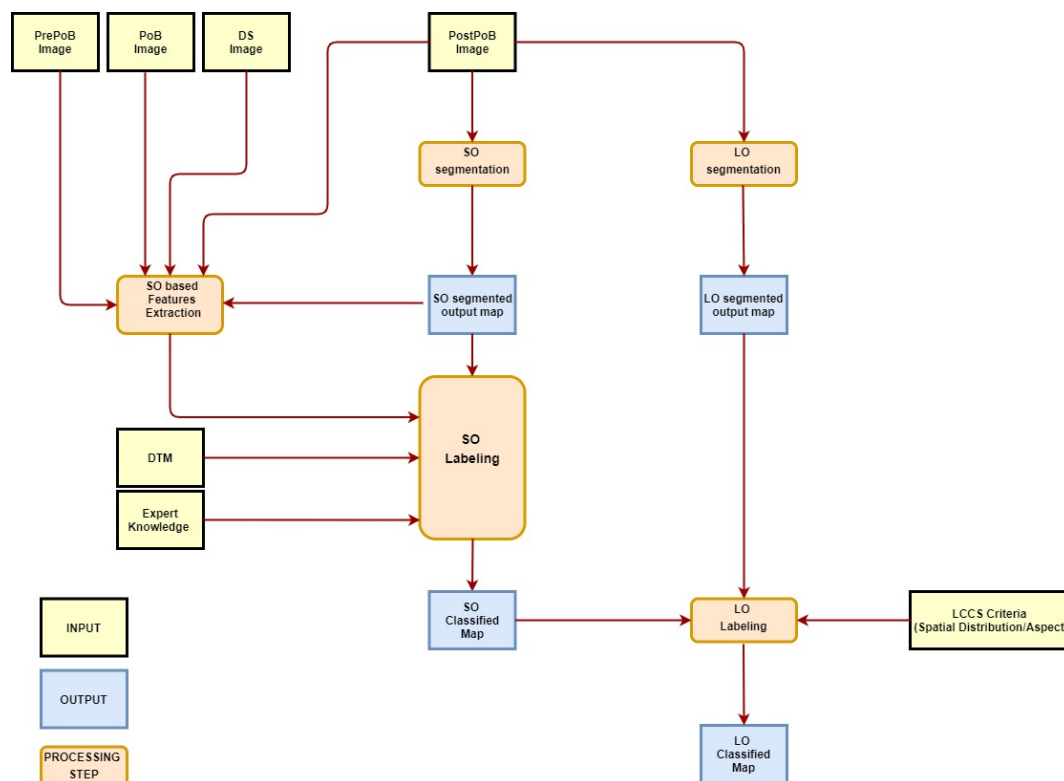 PrePoB
Image
PoB
Image
DS
Image
PostPoB
Image
SO
segmentation
LO
segmentation
SO based
Features
Extraction
SO segmented
output map
LO segmented
output map
SO
Labeling
DTM
Expert
Knowledge
SO
Classified
Map
LO
Labeling
LCCS Criteria
(Spatial Distribution/Aspect
INPUT
OUTPUT
LO
Classified
Map
PROCESSING
STEP